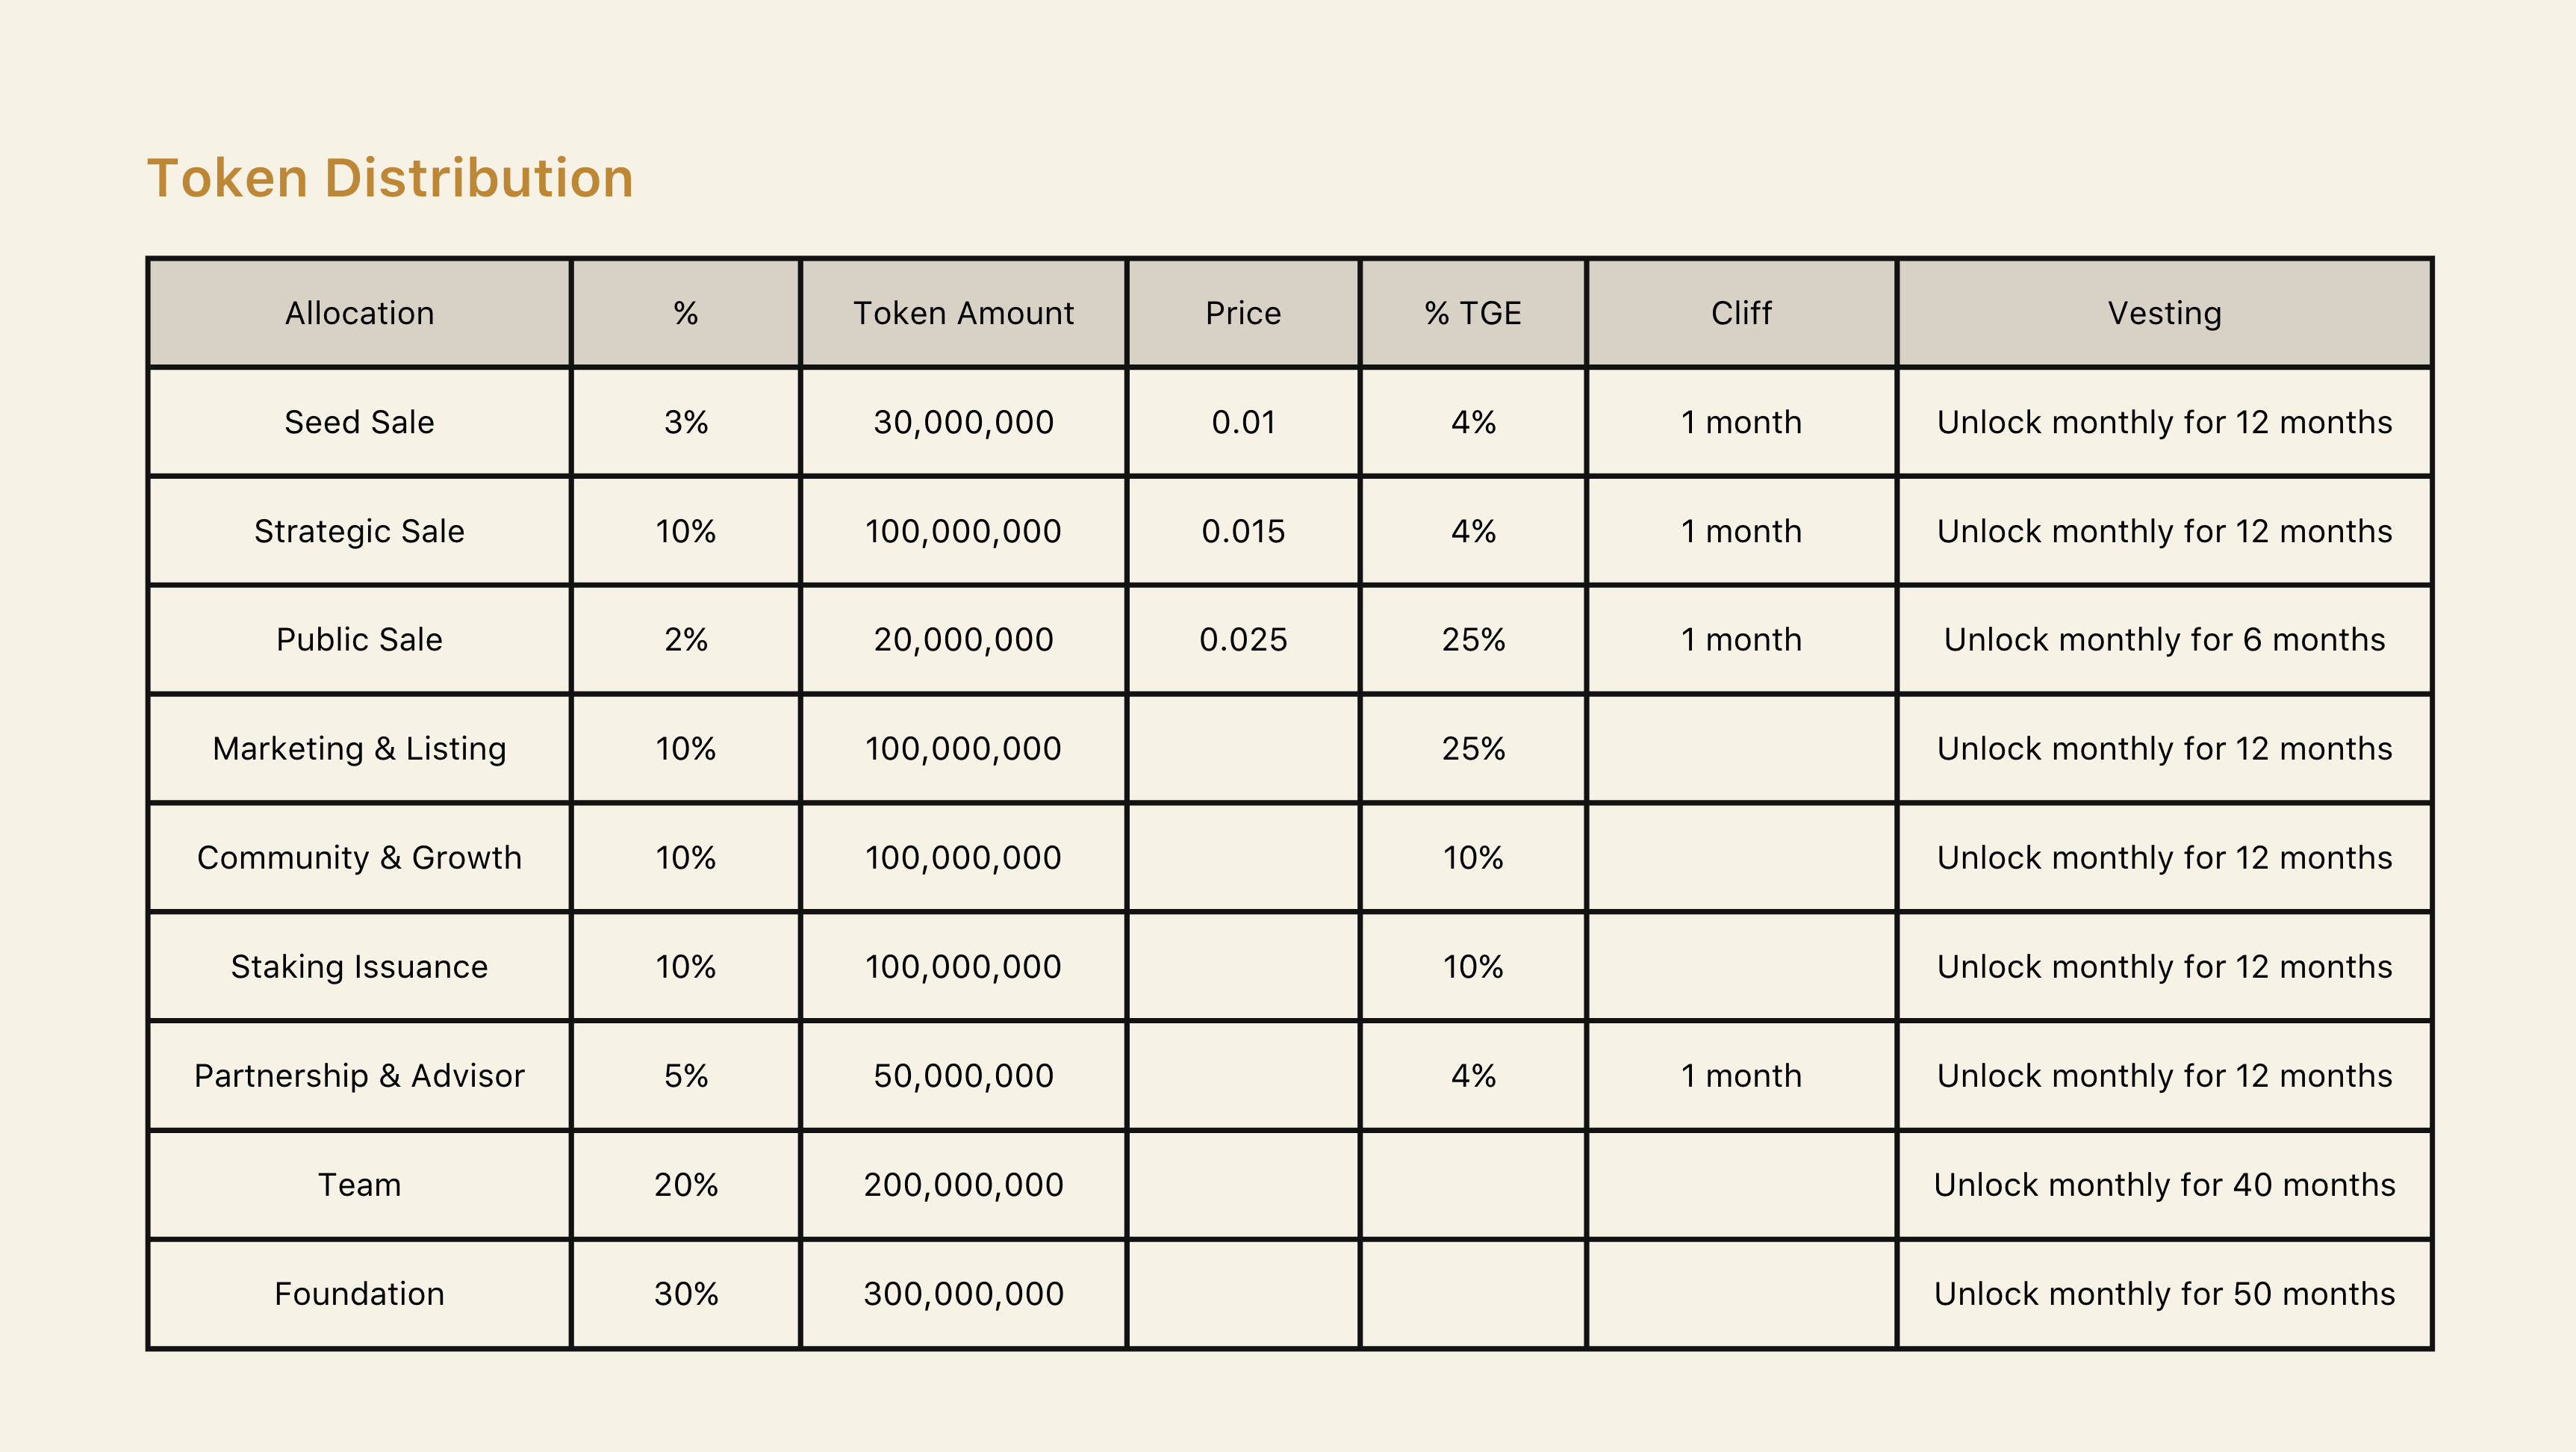 Token Distribution
Allocation % Token Amount Price % TGE Cliff Vesting
Seed Sale 3% 30,000,000 0.01 4% 1 month Unlock monthly for 12 months
Strategic Sale 10% 100,000,000 0.015 4% 1 month Unlock monthly for 12 months
Public Sale 2% 20,000,000 0.025 25% 1 month Unlock monthly for 6 months
Marketing & Listing 10% 100,000,000 25% Unlock monthly for 12 months
Community & Growth 10% 100,000,000 10% Unlock monthly for 12 months
Staking Issuance 10% 100,000,000 10% Unlock monthly for 12 months
Partnership & Advisor 5% 50,000,000 4% 1 month Unlock monthly for 12 months
Team 20% 200,000,000 Unlock monthly for 40 months
Foundation 30% 300,000,000 Unlock monthly for 50 months